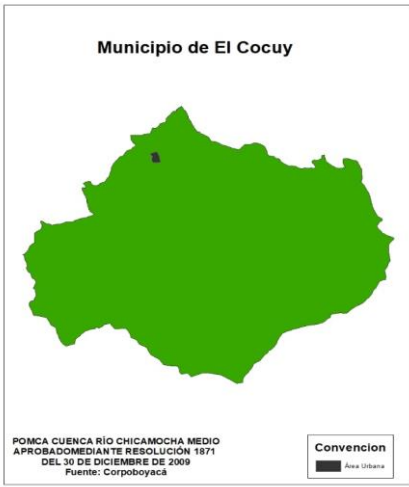 Municipio de El Cocuy
POMCA CUENCA RÍO CHICAMOCHA MEDIO
APROBADOMEDIANTE RESOLUCIÓN 1871
DEL 30 DE DICIEMBRE DE 2009
Fuente: Corpoboyacá
Convencion
Área Urbana